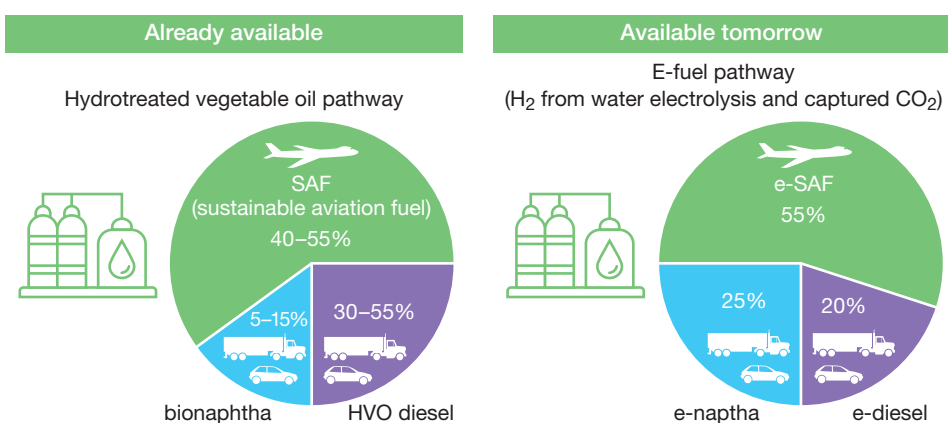 Already available
Hydrotreated vegetable oil pathway
SAF
(sustainable aviation fuel)
40–55%
5–15%
30–55%
bionaphtha
HVO diesel
Available tomorrow
E-fuel pathway
(H₂ from water electrolysis and captured CO₂)
e-SAF
55%
25%
20%
e-naptha
e-diesel